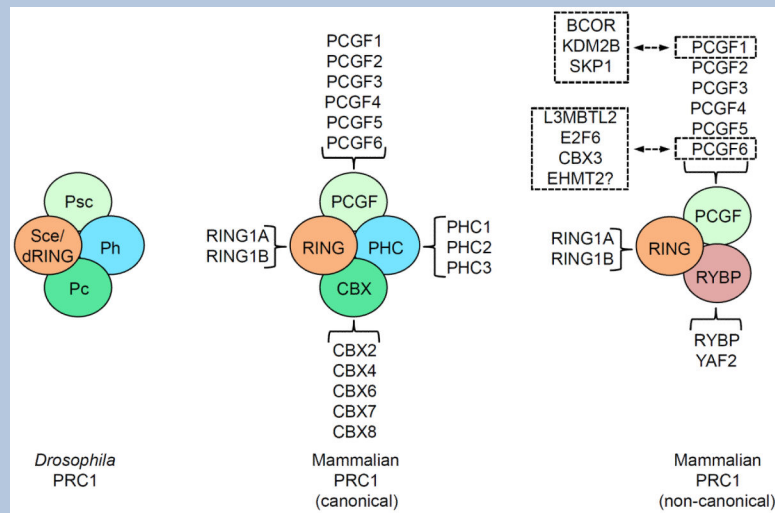 Psc
Sce/
dRING
Ph
Pc
Drosophila
PRC1
PCGF1
PCGF2
PCGF3
PCGF4
PCGF5
PCGF6
PCGF
RING1A
RING1B
RING
PHC
PHC1
PHC2
PHC3
CBX
CBX2
CBX4
CBX6
CBX7
CBX8
Mammalian
PRC1
(canonical)
BCOR
KDM2B
SKP1
L3MBTL2
E2F6
CBX3
EHMT2?
PCGF1
PCGF2
PCGF3
PCGF4
PCGF5
PCGF6
PCGF
RING1A
RING1B
RING
RYBP
RYBP
YAF2
Mammalian
PRC1
(non-canonical)